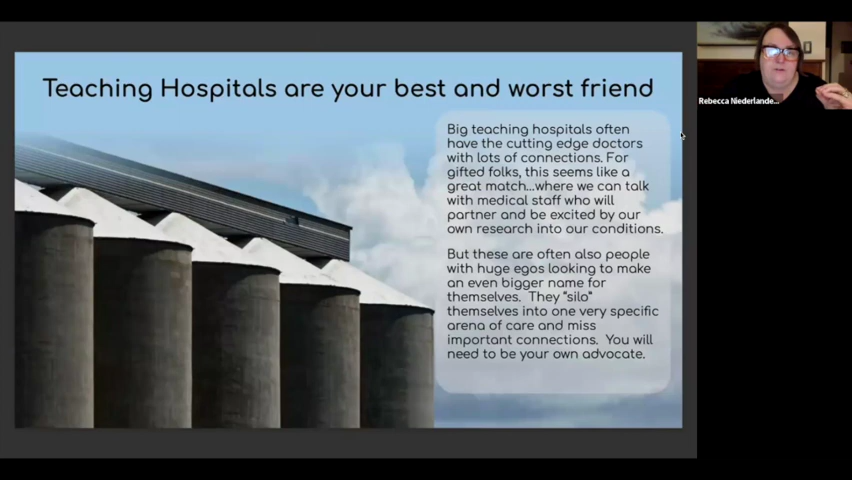 Teaching Hospitals are your best and worst friend
Big teaching hospitals often
have the cutting edge doctors
with lots of connections. For
gifted folks, this seems like a
great match...where we can talk
with medical staff who will
partner and be excited by our
own research into our conditions.
But these are often also people
with huge egos looking to make
an even bigger name for
themselves. They "silo"
themselves into one very specific
arena of care and miss
important connections. You will
need to be your own advocate.
Rebecca Niederlande...